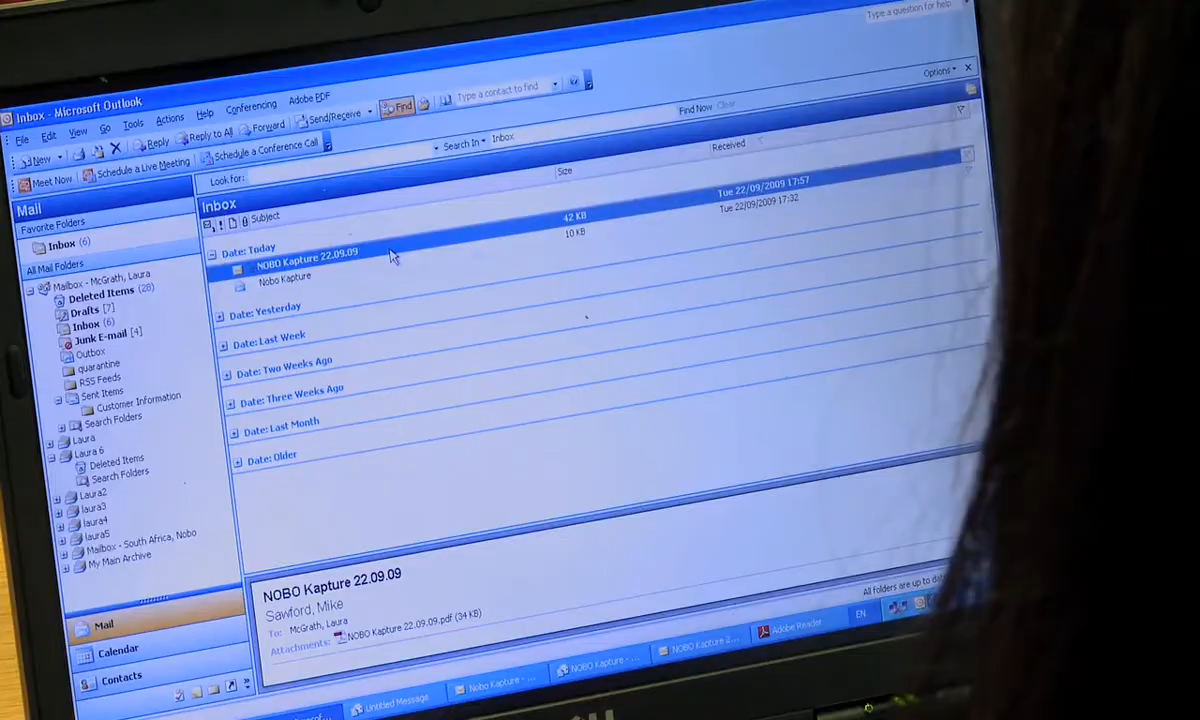 Type a question for help
Inbox - Microsoft Outlook
File Edit View Go Tools Actions Help Conferencing Adobe PDF
New Reply Reply to All Forward Send/Receive Find Type a contact to find
Options
Meet Now Schedule a Live Meeting Schedule a Conference Call
Look for: Search In Inbox Find Now Clear
Mail
Favorite Folders
Inbox (6)
All Mail Folders
Mailbox - McGrath, Laura
Deleted Items (28)
Drafts [7]
Inbox (6)
Junk E-mail [4]
Outbox
quarantine
RSS Feeds
Sent Items
Customer Information
Search Folders
Laura
Laura 6
Deleted Items
Search Folders
Laura2
laura3
laura4
laura5
Mailbox - South Africa, Nobo
My Main Archive
Mail
Calendar
Contacts
Inbox
Subject Size Received
Date: Today
NOBO Kapture 22.09.09 42 KB Tue 22/09/2009 17:57
Nobo Kapture 10 KB Tue 22/09/2009 17:32
Date: Yesterday
Date: Last Week
Date: Two Weeks Ago
Date: Three Weeks Ago
Date: Last Month
Date: Older
NOBO Kapture 22.09.09
Sawford, Mike
To: McGrath, Laura
Attachments: NOBO Kapture 22.09.09.pdf (34 KB)
All folders are up to
Untitled Message Nobo Kapture - ... NOBO Kapture - ... NOBO Kapture 2... Adobe Reader EN